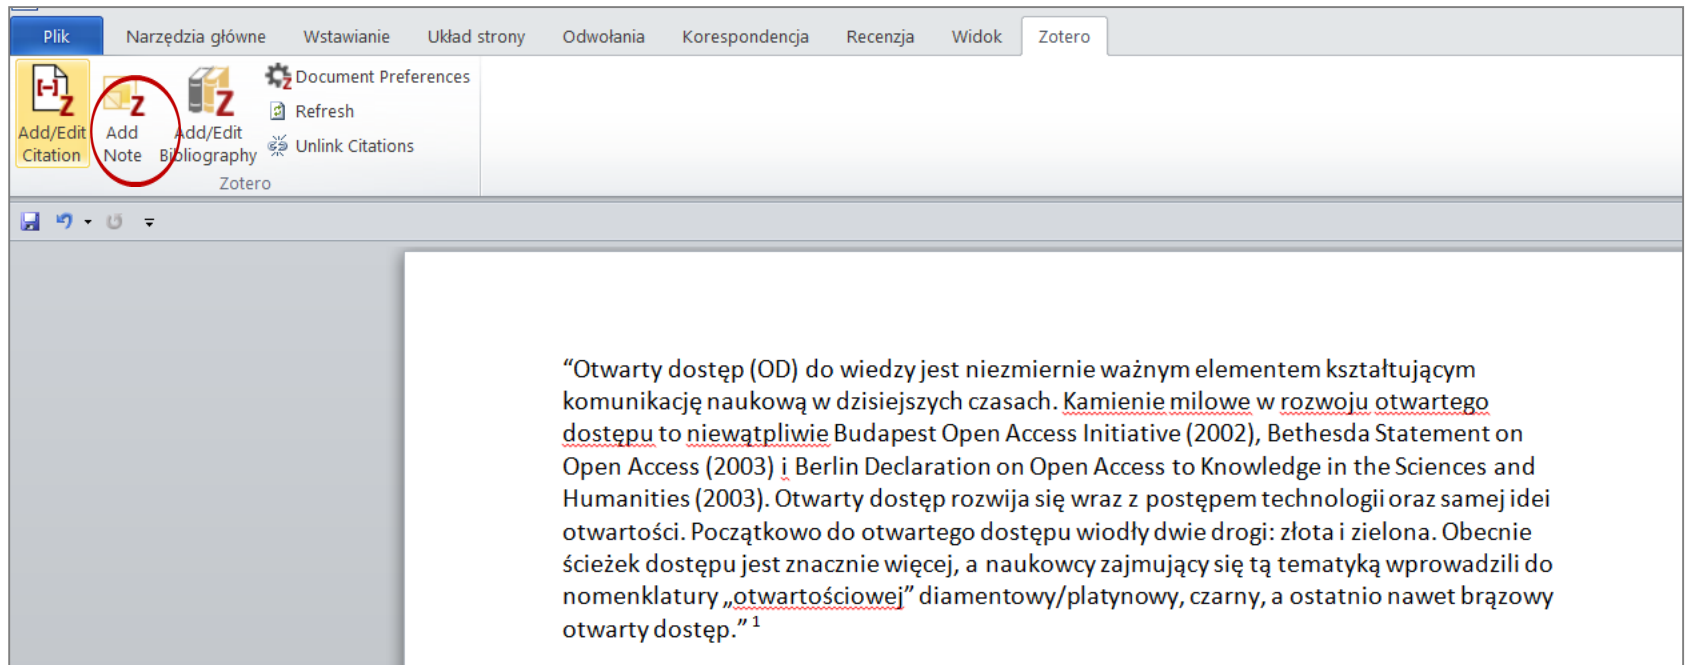 Plik Narzędzia główne Wstawianie Układ strony Odwołania Korespondencja Recenzja Widok Zotero
Add/Edit Citation
Add Note
Add/Edit Bibliography
Document Preferences
Refresh
Unlink Citations
Zotero
“Otwarty dostęp (OD) do wiedzy jest niezmiernie ważnym elementem kształtującym
komunikację naukową w dzisiejszych czasach. Kamienie milowe w rozwoju otwartego
dostępu to niewątpliwie Budapest Open Access Initiative (2002), Bethesda Statement on
Open Access (2003) i Berlin Declaration on Open Access to Knowledge in the Sciences and
Humanities (2003). Otwarty dostęp rozwija się wraz z postępem technologii oraz samej idei
otwartości. Początkowo do otwartego dostępu wiodły dwie drogi: złota i zielona. Obecnie
ścieżek dostępu jest znacznie więcej, a naukowcy zajmujący się tą tematyką wprowadzili do
nomenklatury „otwartościowej” diamentowy/platynowy, czarny, a ostatnio nawet brązowy
otwarty dostęp.” 1